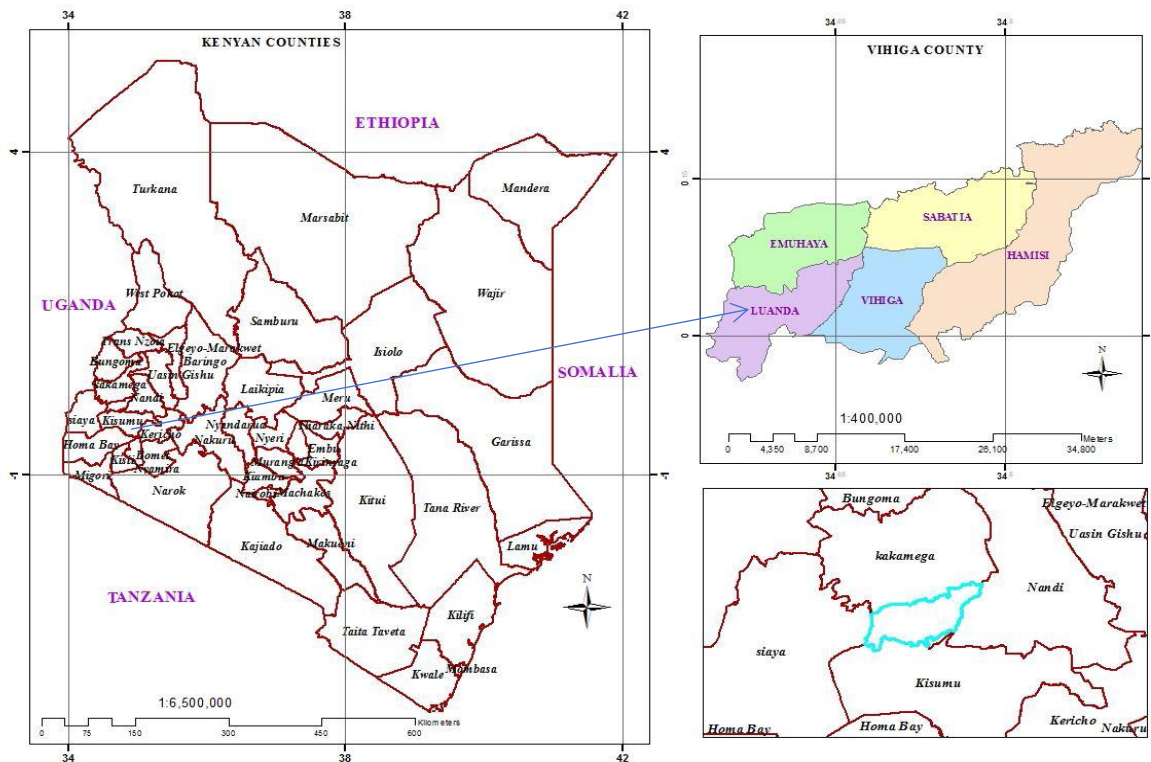 34
38
42
KENYAN COUNTIES
ETHIOPIA
4
4
Turkana
Mandera
Marsabit
UGANDA
West Pokot
Wajir
Samburu
Trans Nzoia
Elgeyo-Marakwet
Bungoma
Baringo
Uasin Gishu
Isiolo
SOMALIA
kakamega
Nandi
Laikipia
Meru
siaya
Kisumu
Nyandarua
Tharaka Nithi
Kericho
Nakuru
Nyeri
Garissa
Homa Bay
Embu
Kisii
Bomet
Muranga
Kirinyaga
Nyamira
-1
Migori
Kiambu
-1
Narok
Nairobi
Machakos
Kitui
Tana River
Kajiado
Makueni
Lamu
TANZANIA
N
Kilifi
Taita Taveta
Mombasa
Kwale
1:6,500,000
Kilometers
0 75 150 300 450 600
34
38
42
VIHIGA COUNTY
SABATIA
EMUHAYA
HAMISI
VIHIGA
LUANDA
0
0
N
1:400,000
Meters
0 4,350 8,700 17,400 26,100 34,800
Bungoma
Elgeyo-Marakwet
Uasin Gishu
kakamega
Nandi
siaya
Kisumu
Kericho
Homa Bay
Homa Bay
Nakuru